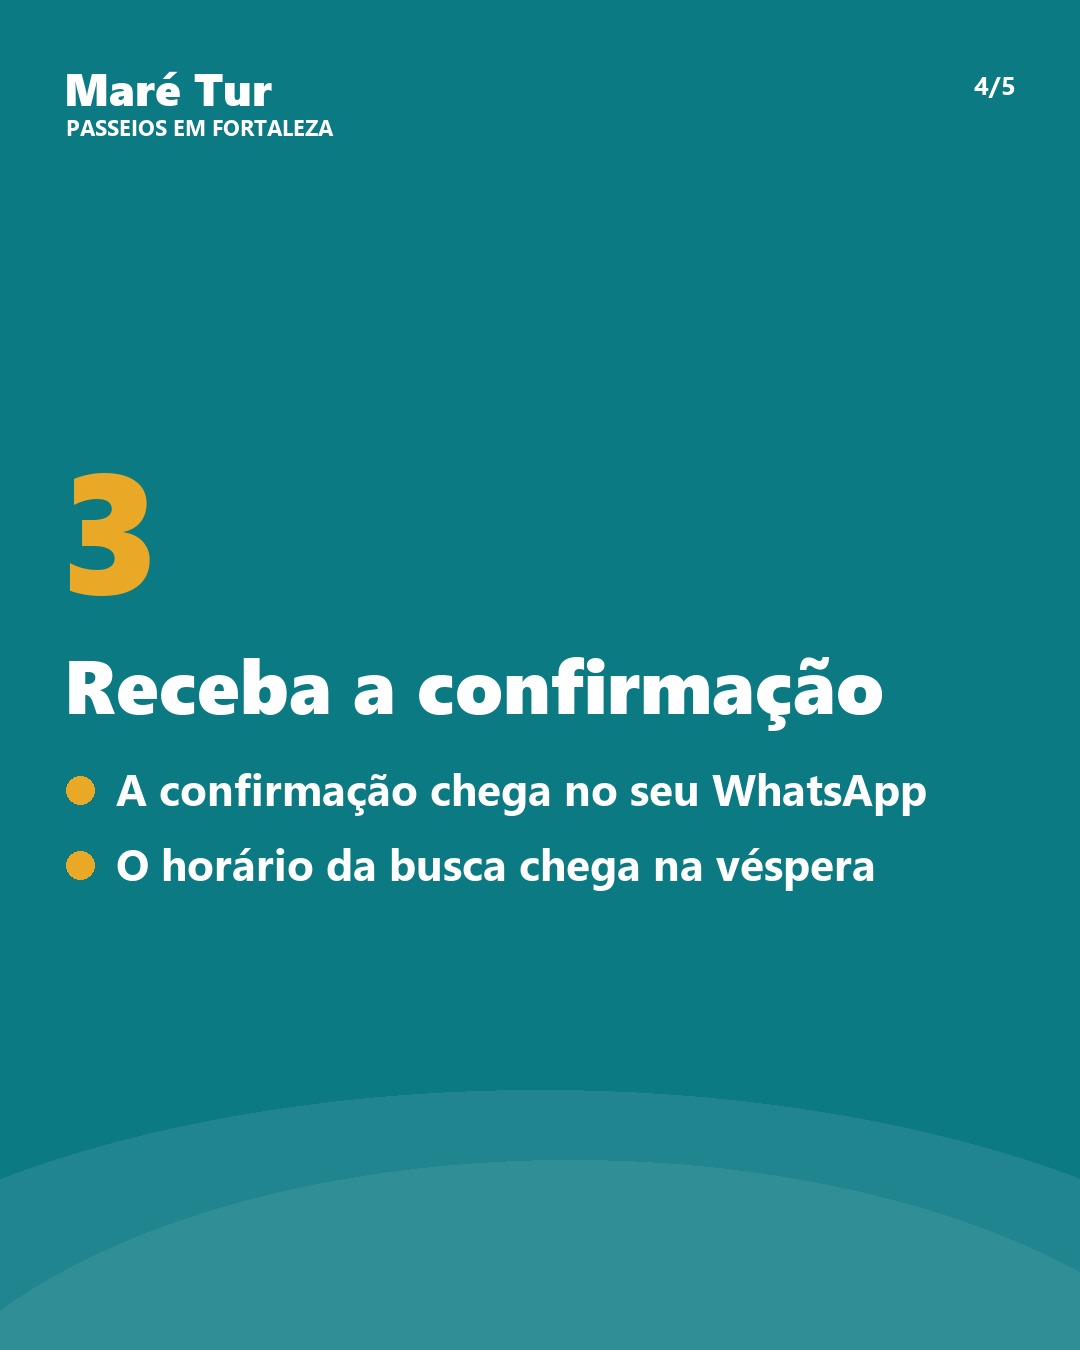 Maré Tur
PASSEIOS EM FORTALEZA
4/5
3
Receba a confirmação
A confirmação chega no seu WhatsApp
O horário da busca chega na véspera